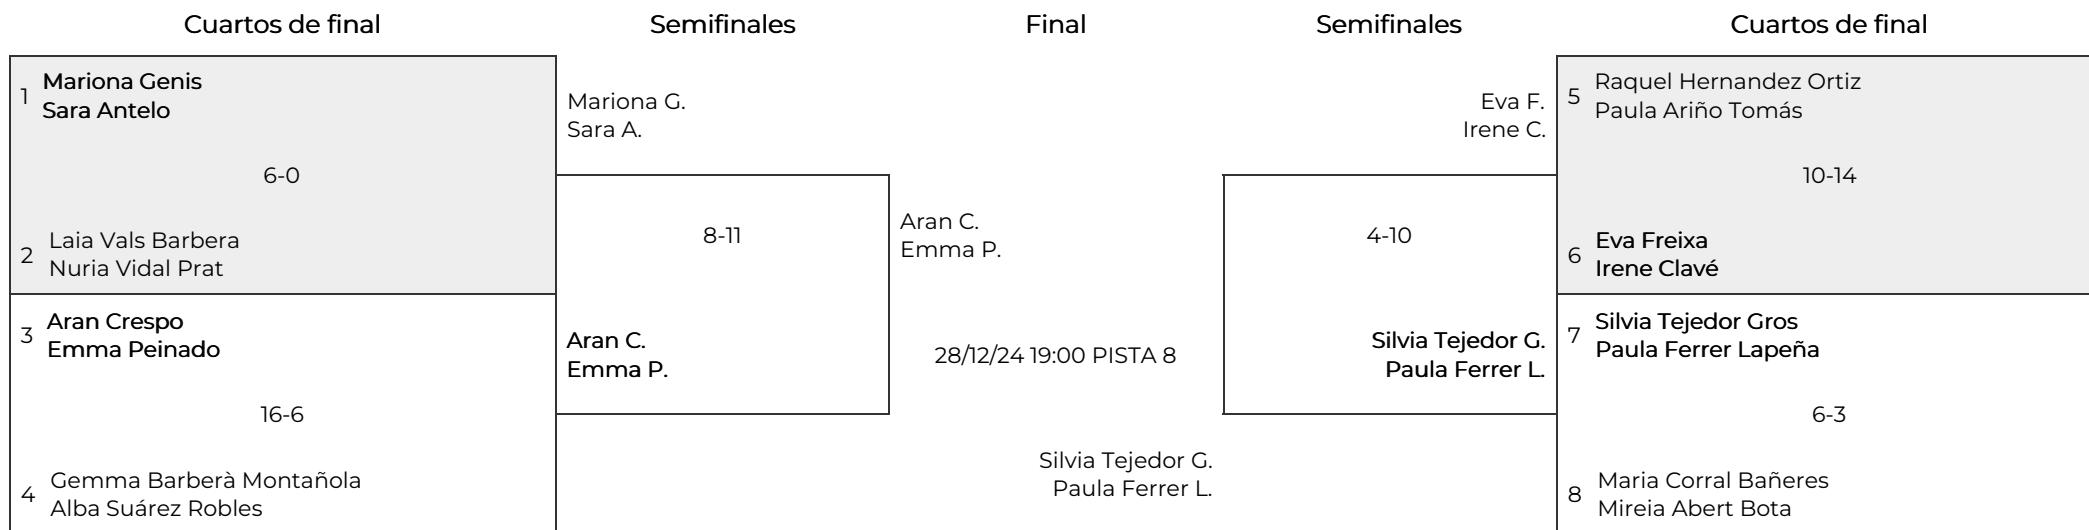 Cuartos de final
Semifinales
Final
Semifinales
Cuartos de final
1
Mariona Genis
Sara Antelo
6-0
2
Laia Vals Barbera
Nuria Vidal Prat
3
Aran Crespo
Emma Peinado
16-6
4
Gemma Barberà Montañola
Alba Suárez Robles
Mariona G.
Sara A.
8-11
Aran C.
Emma P.
Aran C.
Emma P.
28/12/24 19:00 PISTA 8
Silvia Tejedor G.
Paula Ferrer L.
Eva F.
Irene C.
4-10
Silvia Tejedor G.
Paula Ferrer L.
5
Raquel Hernandez Ortiz
Paula Ariño Tomás
10-14
6
Eva Freixa
Irene Clavé
7
Silvia Tejedor Gros
Paula Ferrer Lapeña
6-3
8
Maria Corral Bañeres
Mireia Abert Bota